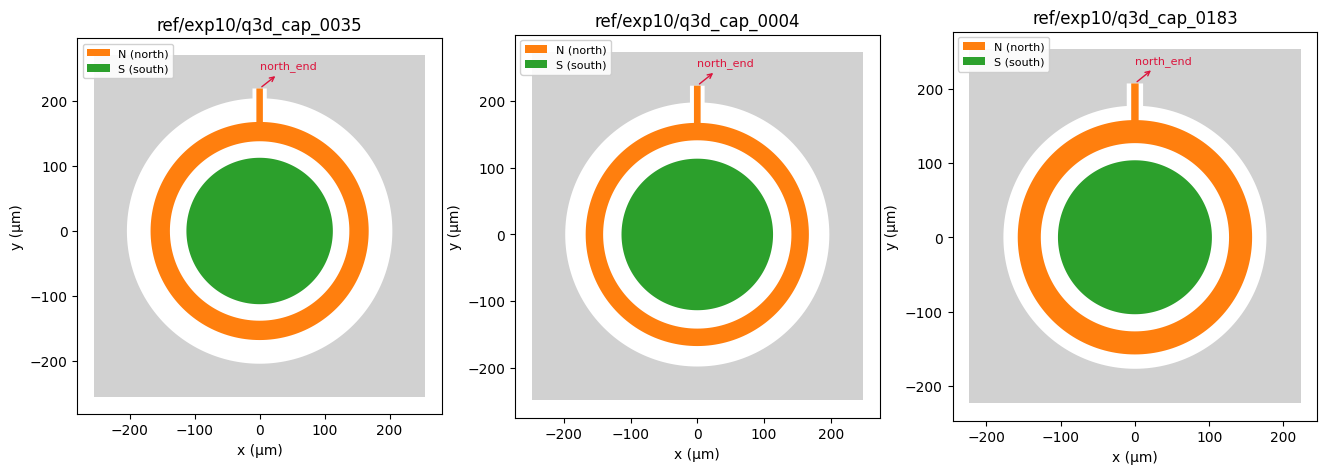 ref/exp10/q3d_cap_0035
N (north)
S (south)
north_end
200
100
0
−100
−200
y (µm)
−200
−100
0
100
200
x (µm)
ref/exp10/q3d_cap_0004
N (north)
S (south)
north_end
200
100
0
−100
−200
y (µm)
−200
−100
0
100
200
x (µm)
ref/exp10/q3d_cap_0183
N (north)
S (south)
north_end
200
100
0
−100
−200
y (µm)
−200
−100
0
100
200
x (µm)